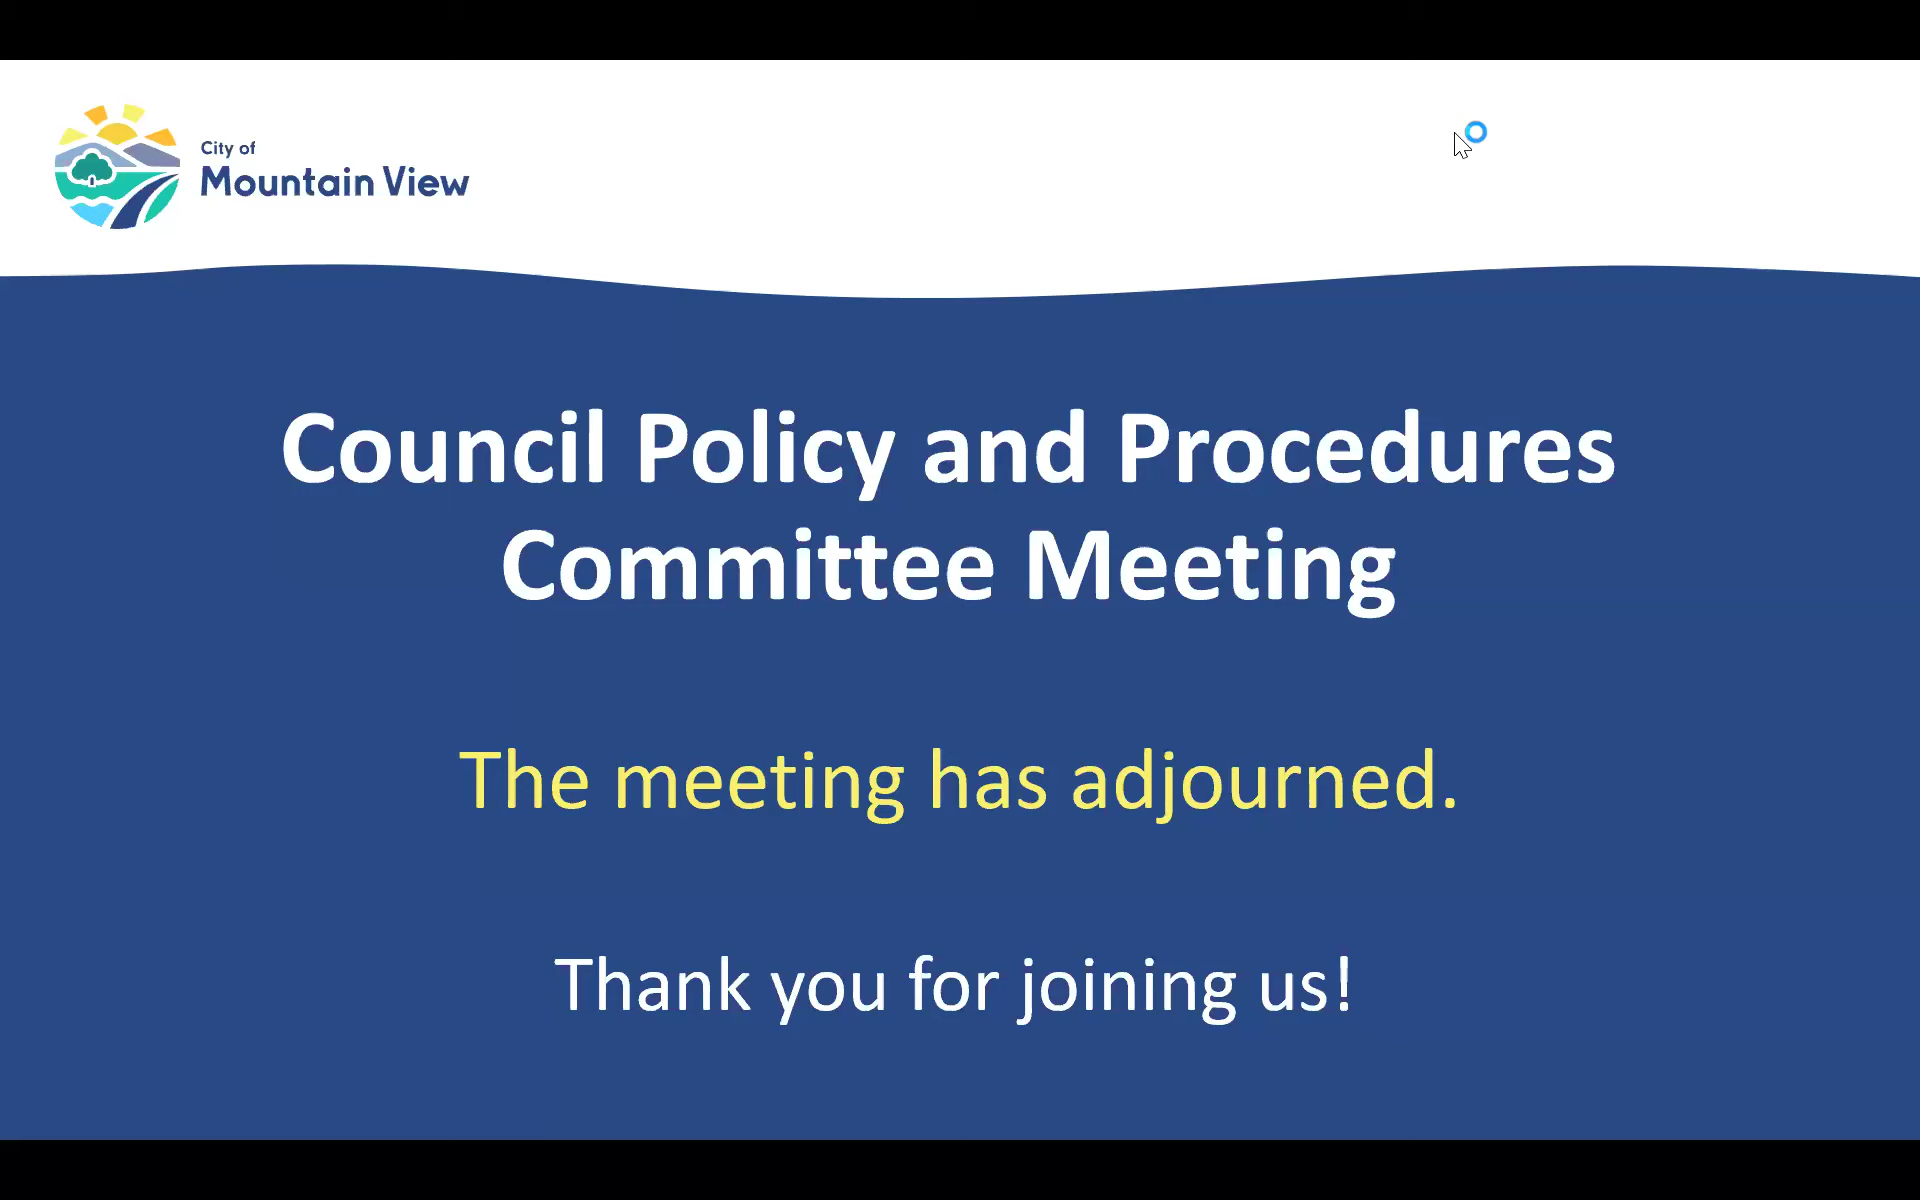 City of
Mountain View
Council Policy and Procedures
Committee Meeting
The meeting has adjourned.
Thank you for joining us!